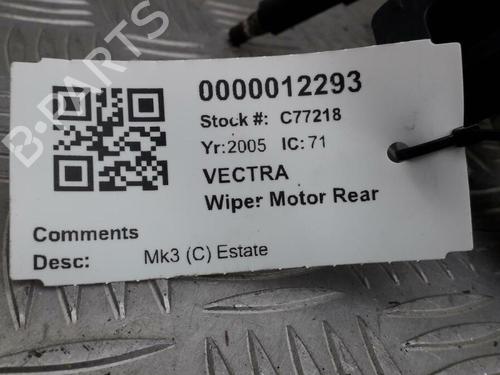 0000012293
Stock #: C77218
Yr:2005 IC:71
VECTRA
Wiper Motor Rear
Comments
Desc: Mk3 (C) Estate
B-PARTS